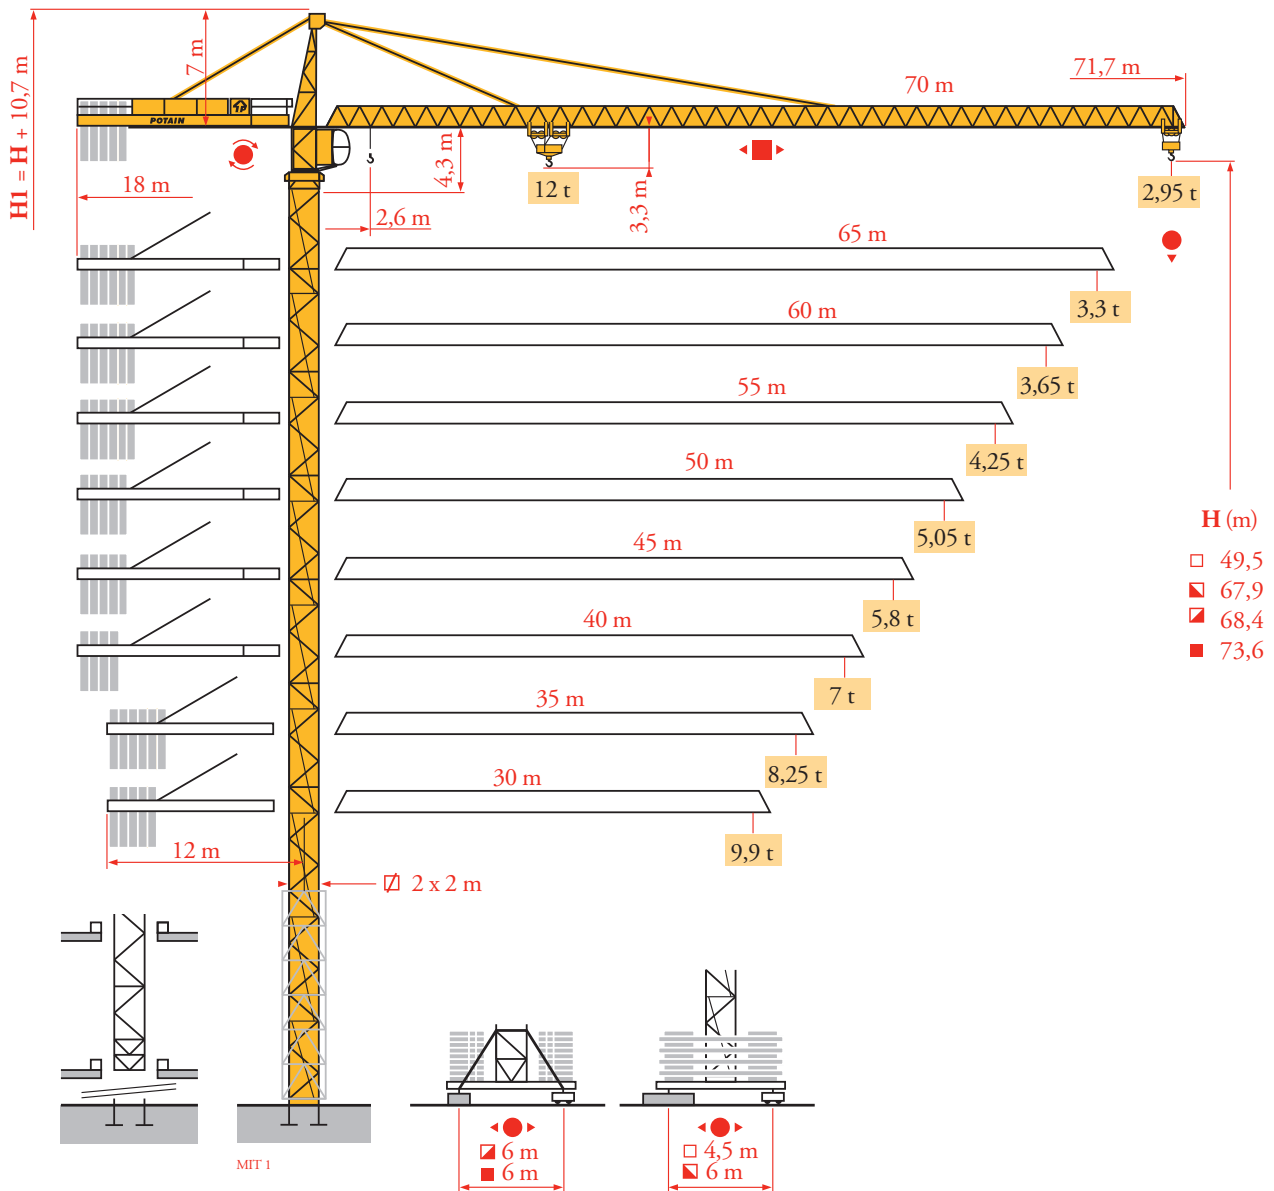 H1 = H + 10,7 m
7 m
70 m
71,7 m
POTAIN
18 m
4,3 m
12 t
3,3 m
2,95 t
2,6 m
65 m
3,3 t
60 m
3,65 t
55 m
4,25 t
50 m
5,05 t
H (m)
49,5
67,9
68,4
73,6
45 m
5,8 t
40 m
7 t
35 m
8,25 t
30 m
9,9 t
12 m
2 x 2 m
MIT 1
6 m
6 m
4,5 m
6 m